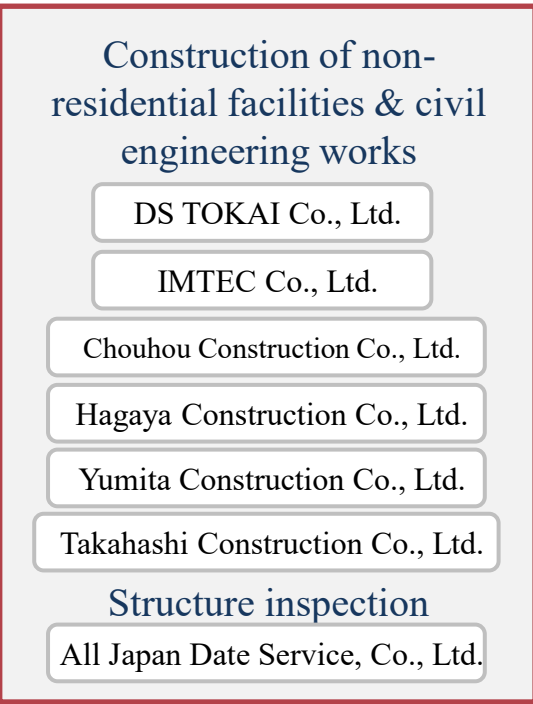 Construction of non-
residential facilities & civil
engineering works
DS TOKAI Co., Ltd.
IMTEC Co., Ltd.
Chouhou Construction Co., Ltd.
Hagaya Construction Co., Ltd.
Yumita Construction Co., Ltd.
Takahashi Construction Co., Ltd.
Structure inspection
All Japan Date Service, Co., Ltd.